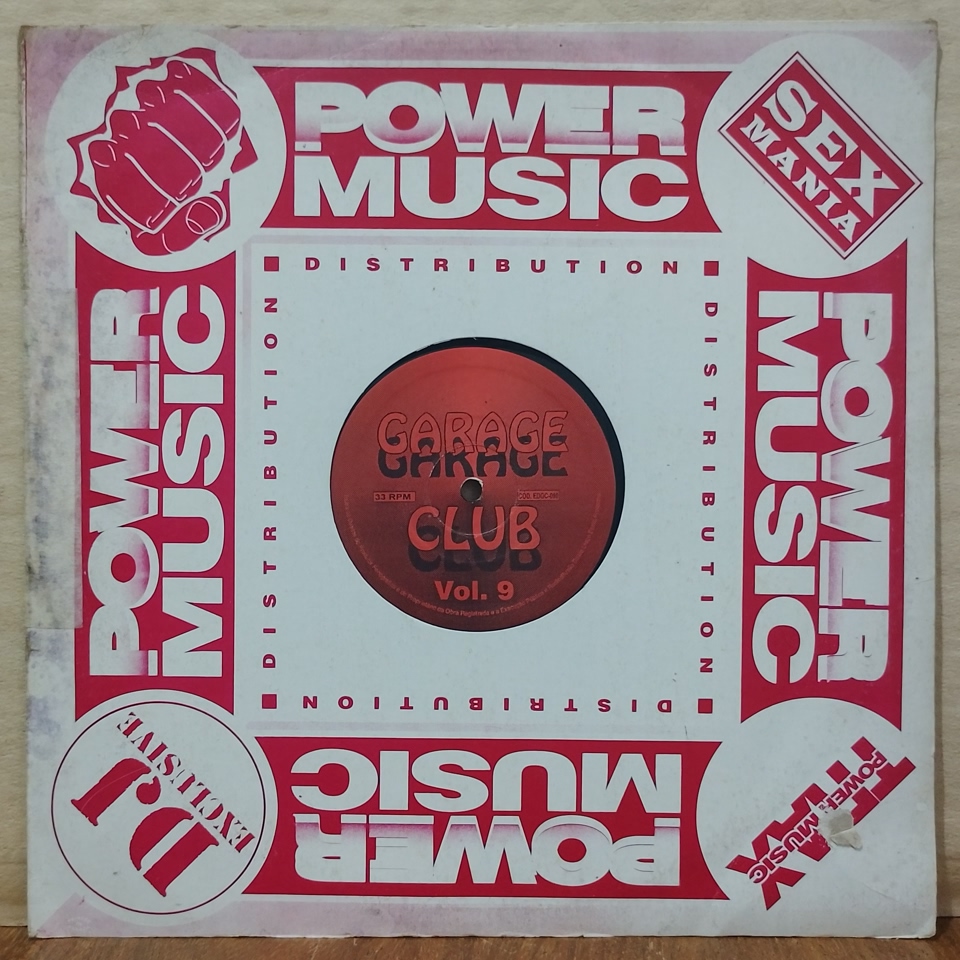 POWER
MUSIC
SEX
MANIA
DISTRIBUTION
POWER
MUSIC
DISTRIBUTION
GARAGE
GARAGE
33 RPM
CLUB
CLUB
Vol. 9
DISTRIBUTION
POWER
MUSIC
DISTRIBUTION
DJ
EXCLUSIVE
POWER
MUSIC
TRAX
POWER MUSIC